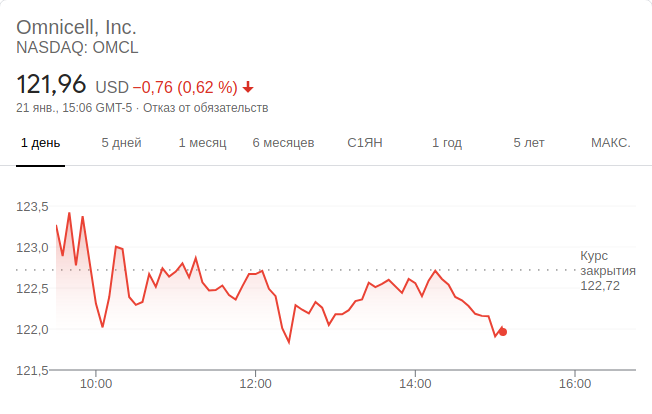 Omnicell, Inc.
NASDAQ: OMCL
121,96 USD −0,76 (0,62 %)
21 янв., 15:06 GMT-5 · Отказ от обязательств
1 день 5 дней 1 месяц 6 месяцев С1ЯН 1 год 5 лет МАКС.
123,5
123,0
122,5
122,0
121,5
Курс
закрытия
122,72
10:00 12:00 14:00 16:00